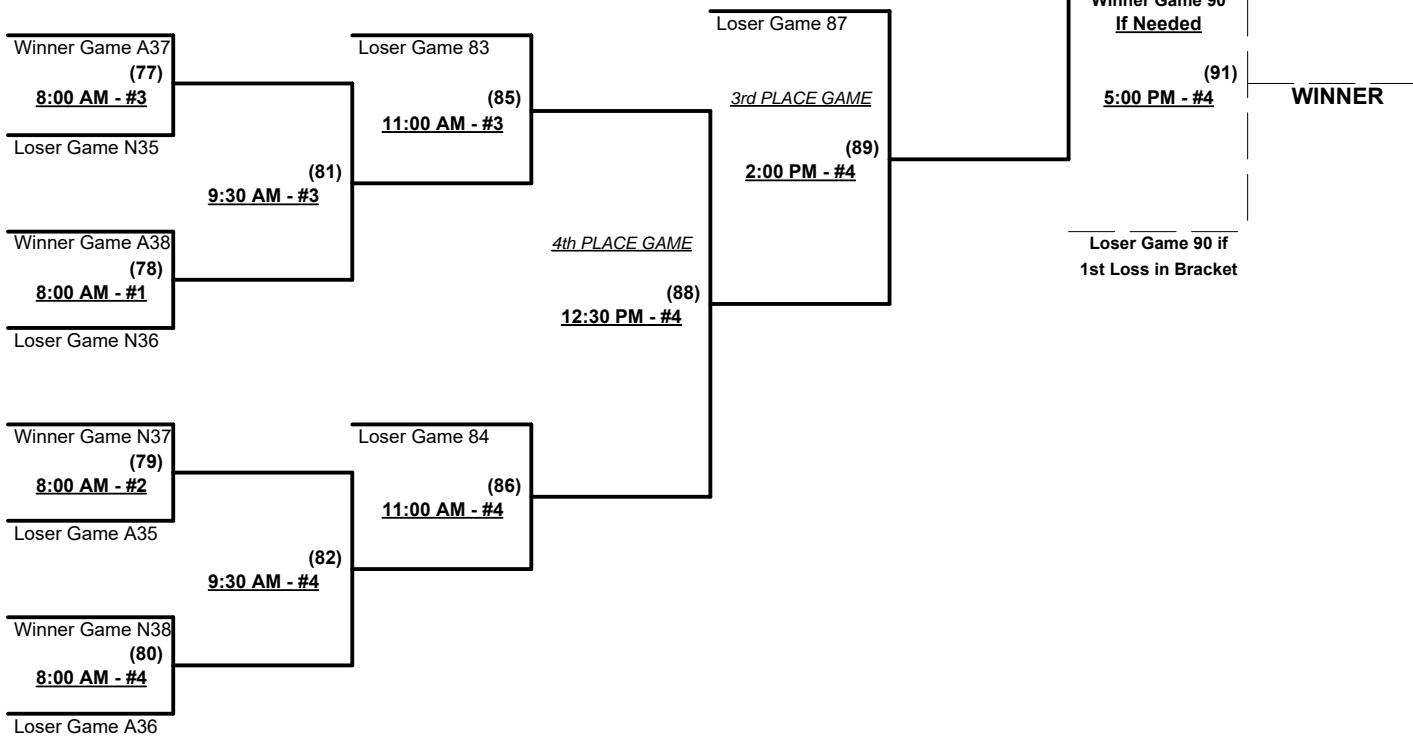 Winner Game 90
If Needed
(91)
5:00 PM - #4
WINNER
Loser Game 90 if
1st Loss in Bracket
Loser Game 87
3rd PLACE GAME
(89)
2:00 PM - #4
Winner Game A37
(77)
8:00 AM - #3
Loser Game N35
Loser Game 83
(85)
11:00 AM - #3
(81)
9:30 AM - #3
Winner Game A38
(78)
8:00 AM - #1
Loser Game N36
4th PLACE GAME
(88)
12:30 PM - #4
Winner Game N37
(79)
8:00 AM - #2
Loser Game A35
Loser Game 84
(86)
11:00 AM - #4
(82)
9:30 AM - #4
Winner Game N38
(80)
8:00 AM - #4
Loser Game A36